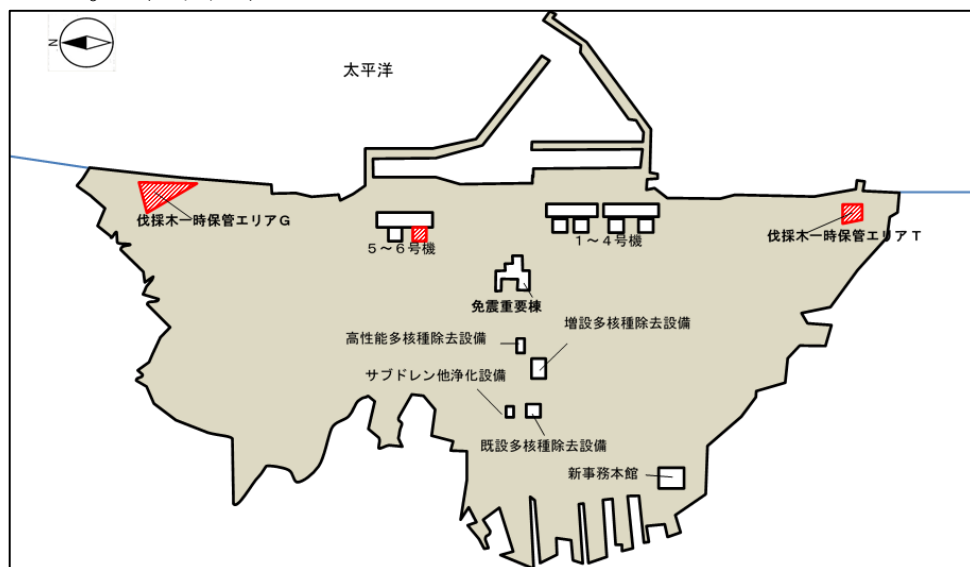 N
太平洋
伐採木一時保管エリアG
5~6号機
1~4号機
伐採木一時保管エリアT
免震重要棟
高性能多核種除去設備
増設多核種除去設備
サブドレン他浄化設備
既設多核種除去設備
新事務本館